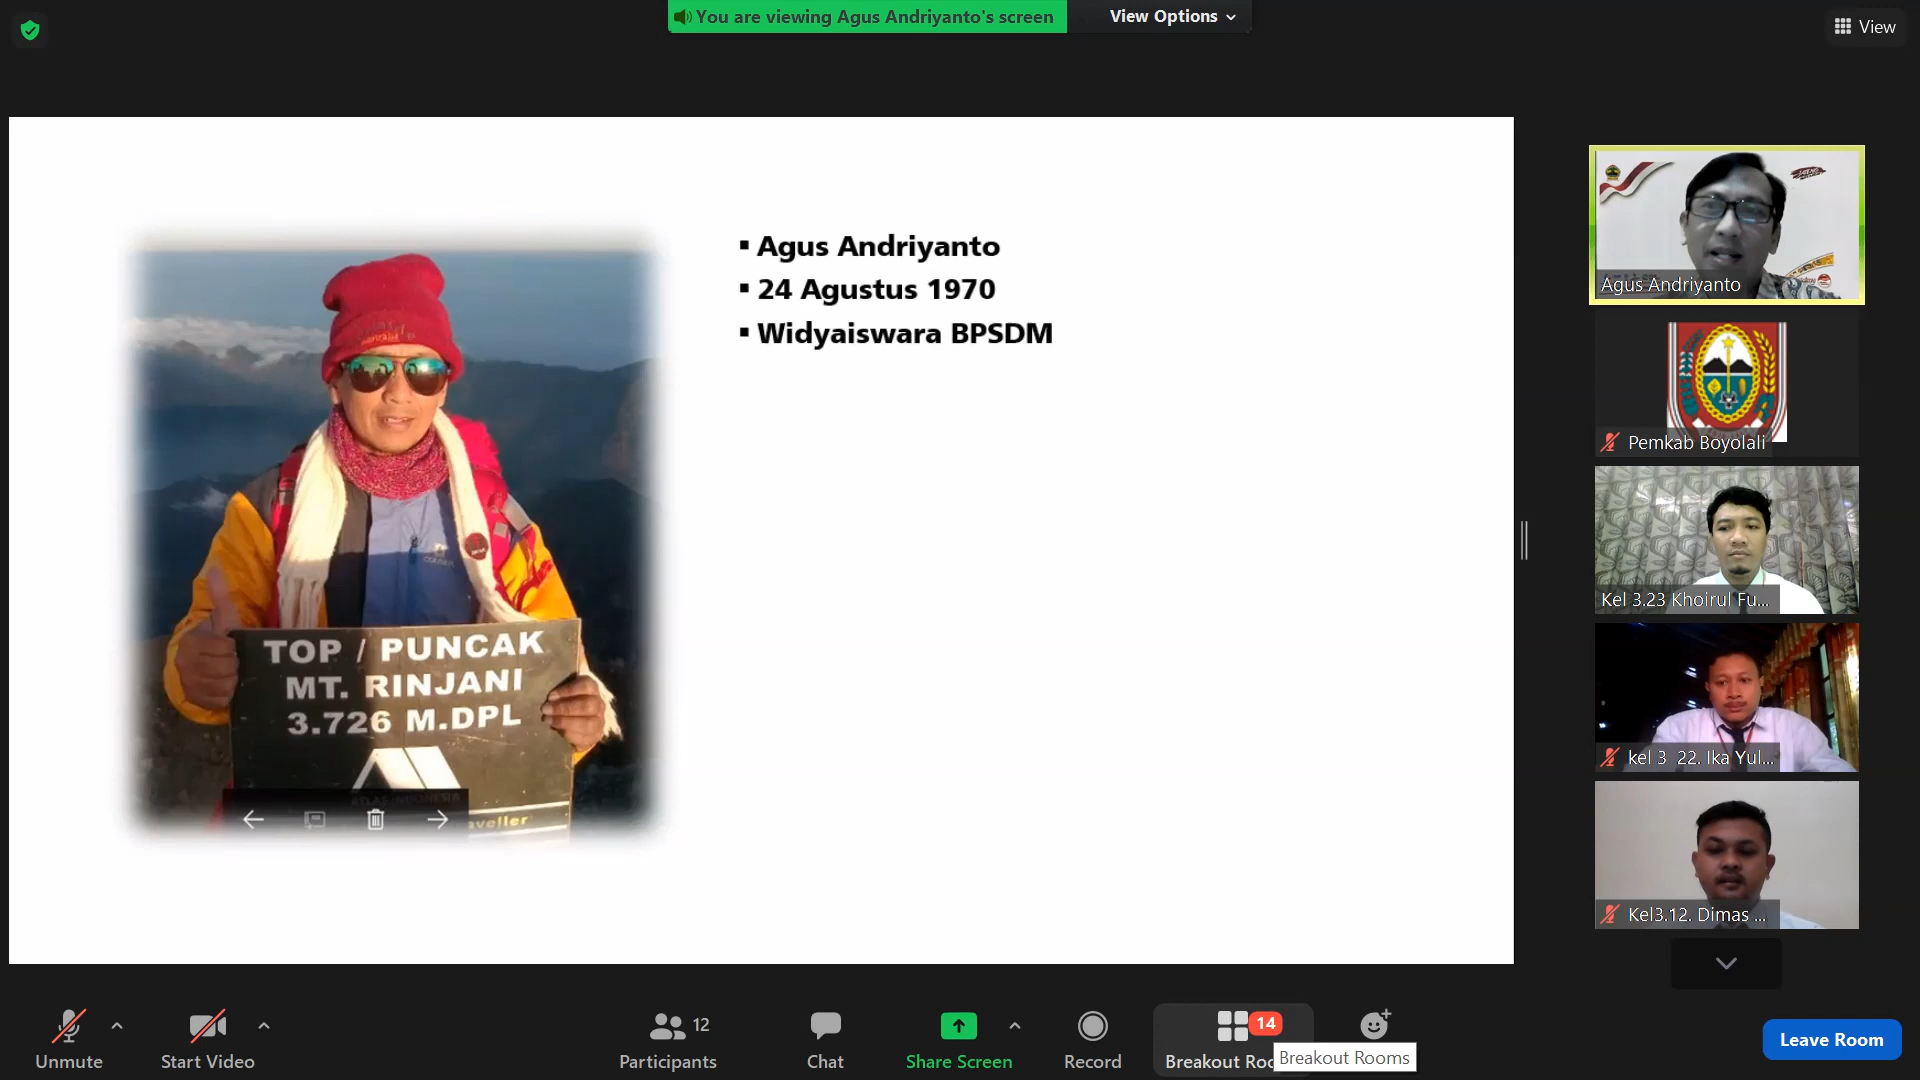 You are viewing Agus Andriyanto's screen
View Options
View
▪ Agus Andriyanto
▪ 24 Agustus 1970
▪ Widyaiswara BPSDM
TOP / PUNCAK
MT. RINJANI
3.726 M.DPL
aveller
Agus Andriyanto
Pemkab Boyolali
Kel 3.23 Khoirul Fu...
kel 3 22. Ika Yul...
Kel3.12. Dimas ...
Unmute
Start Video
12
Participants
Chat
Share Screen
Record
14
Breakout Roo
Breakout Rooms
Leave Room